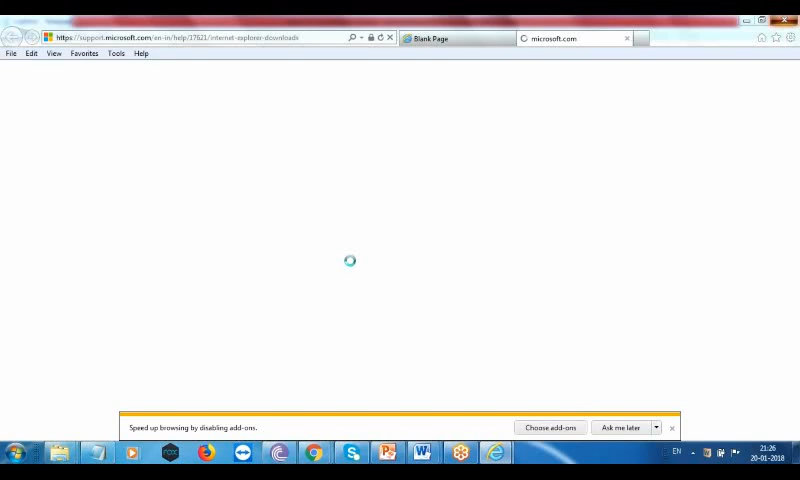 https://support.microsoft.com/en-in/help/17621/internet-explorer-downloads
Blank Page
microsoft.com
File Edit View Favorites Tools Help
Speed up browsing by disabling add-ons.
Choose add-ons
Ask me later
EN
21:26
20-01-2018